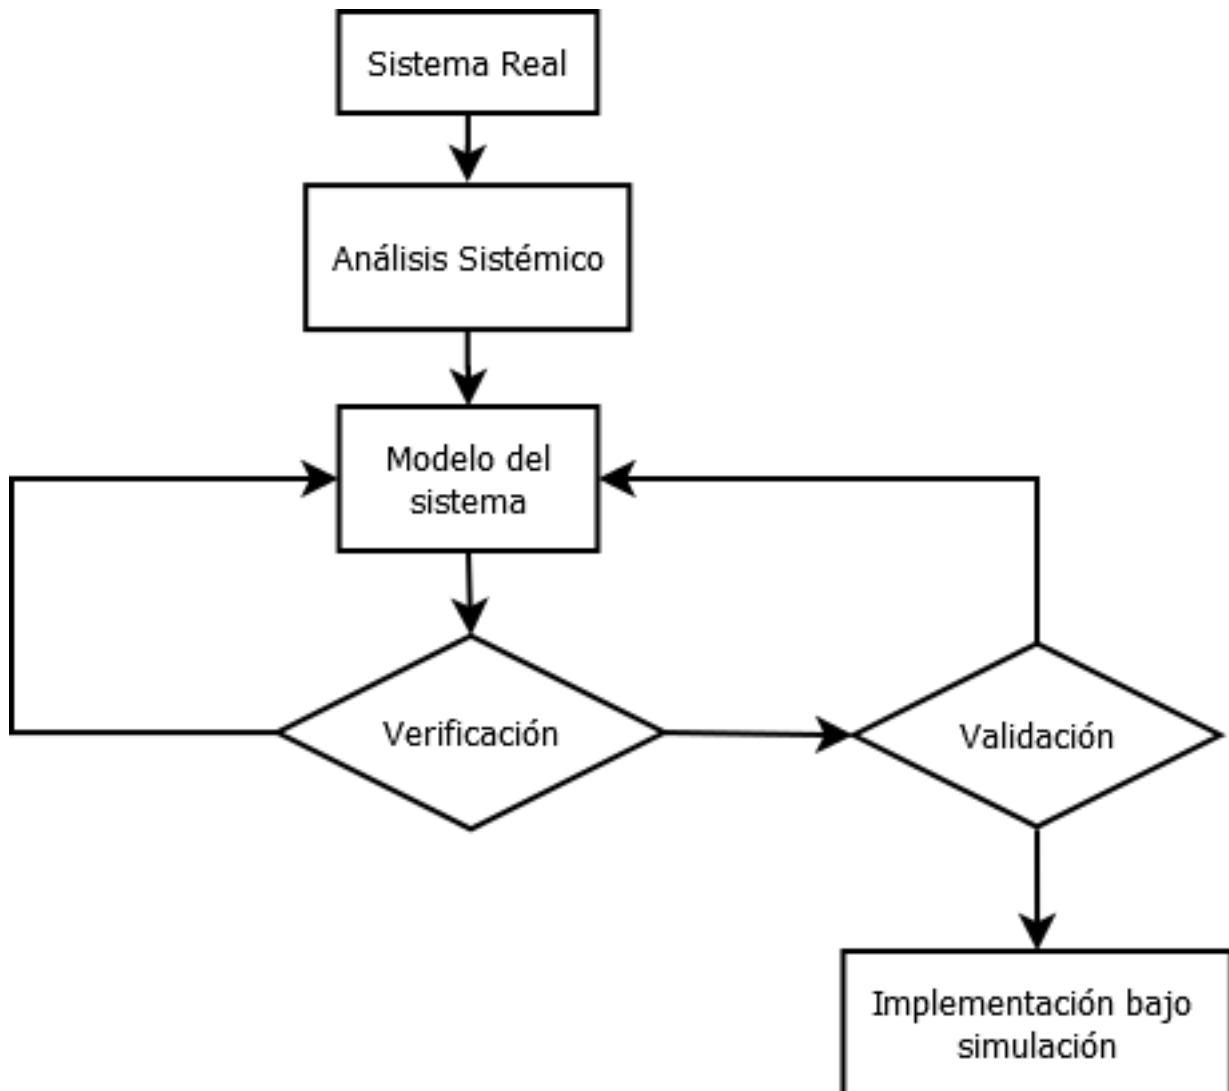 Sistema Real
Análisis Sistémico
Modelo del
sistema
Verificación
Validación
Implementación bajo
simulación